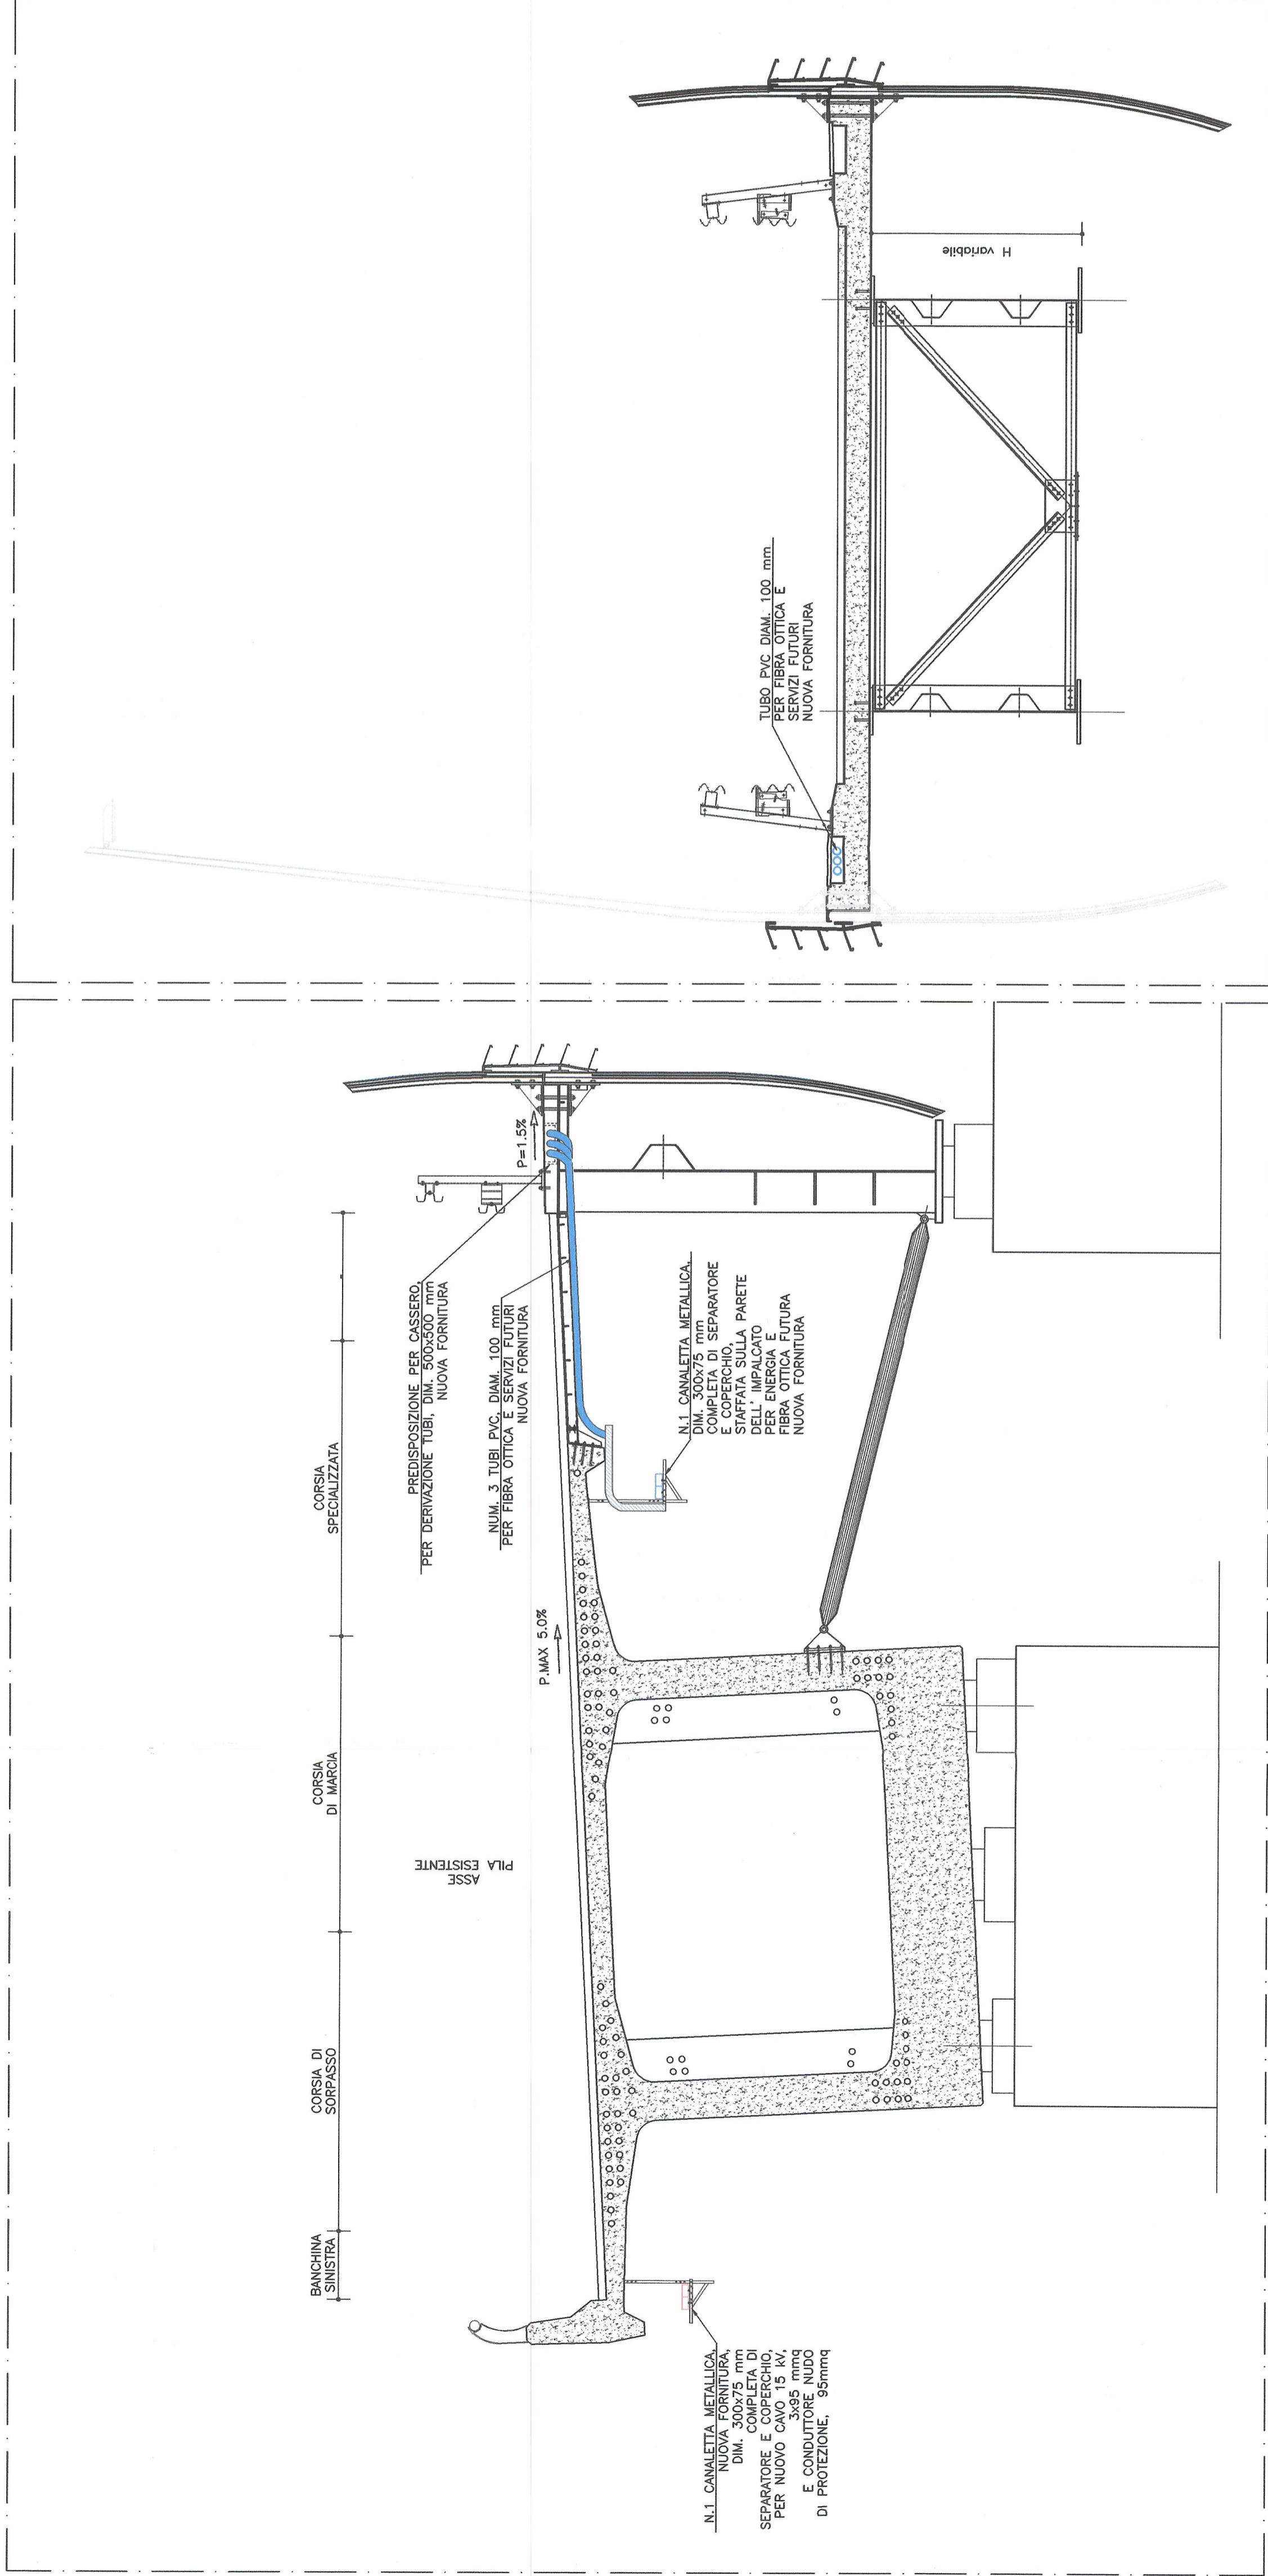 BANCHINA
SINISTRA
CORSIA DI
SORPASSO
CORSIA
DI MARCIA
CORSIA
SPECIALIZZATA
ASSE
PILA ESISTENTE
PREDISPOSIZIONE PER CASSERO,
PER DERIVAZIONE TUBI, DIM. 500x500 mm
NUOVA FORNITURA
NUM. 3 TUBI PVC, DIAM. 100 mm
PER FIBRA OTTICA E SERVIZI FUTURI
NUOVA FORNITURA
P=1.5%
P.MAX 5.0%
N.1 CANALETTA METALLICA,
DIM. 300x75 mm
COMPLETA DI SEPARATORE
E COPERCHIO,
STAFFATA SULLA PARETE
DELL' IMPALCATO
PER ENERGIA E
FIBRA OTTICA FUTURA
NUOVA FORNITURA
N.1 CANALETTA METALLICA,
NUOVA FORNITURA,
DIM. 300x75 mm
COMPLETA DI
SEPARATORE E COPERCHIO,
PER NUOVO CAVO 15 kV,
3x95 mmq
E CONDUTTORE NUDO
DI PROTEZIONE, 95mmq
TUBO PVC DIAM. 100 mm
PER FIBRA OTTICA E
SERVIZI FUTURI
NUOVA FORNITURA
H variabile